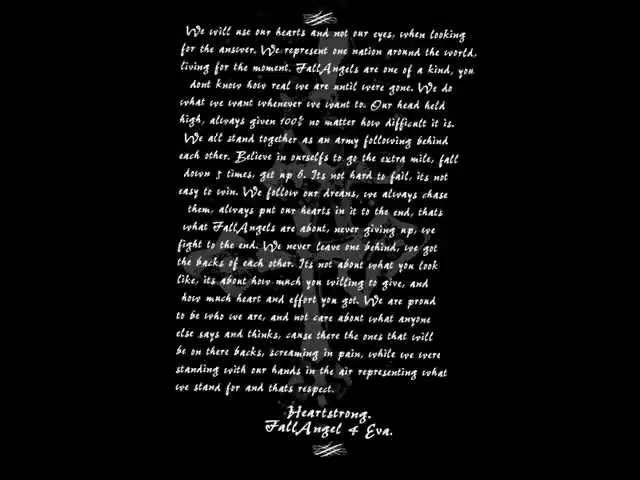 We will use our hearts and not our eyes, when looking
for the answer. We represent one nation around the world,
living for the moment. FallAngels are one of a kind, you
dont know how real we are until were gone. We do
what we want whenever we want to. Our head held
high, always given 100% no matter how difficult it is.
We all stand together as an army following behind
each other. Believe in ourselfs to go the extra mile, fall
down 5 times, get up 6. Its not hard to fail, its not
easy to win. We follow our dreams, we always chase
them, always put our hearts in it to the end, thats
what FallAngels are about, never giving up, we
fight to the end. We never leave one behind, we got
the backs of each other. Its not about what you look
like, its about how much you willing to give, and
how much heart and effort you got. We are proud
to be who we are, and not care about what anyone
else says and thinks, cause there the ones that will
be on there backs, screaming in pain, while we were
standing with our hands in the air representing what
we stand for and thats respect.
Heartstrong.
FallAngel 4 Eva.